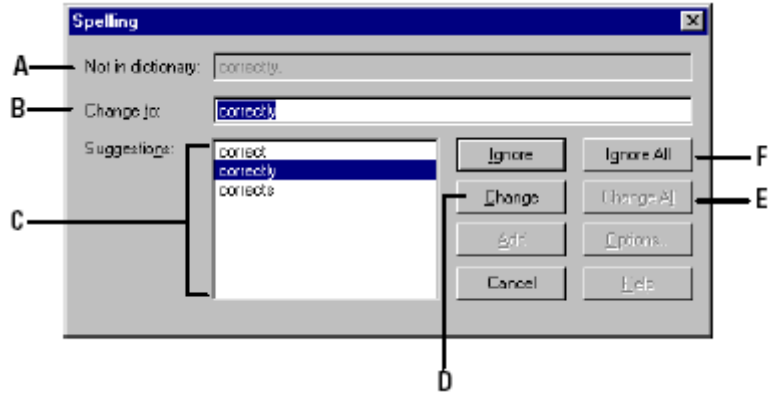 Spelling
A Not in dictionary: correctly.
B Change to: correctly
Suggestions: correct Ignore Ignore All F
correctly
C corrects Change Change All E
Add Options...
Cancel Help
D